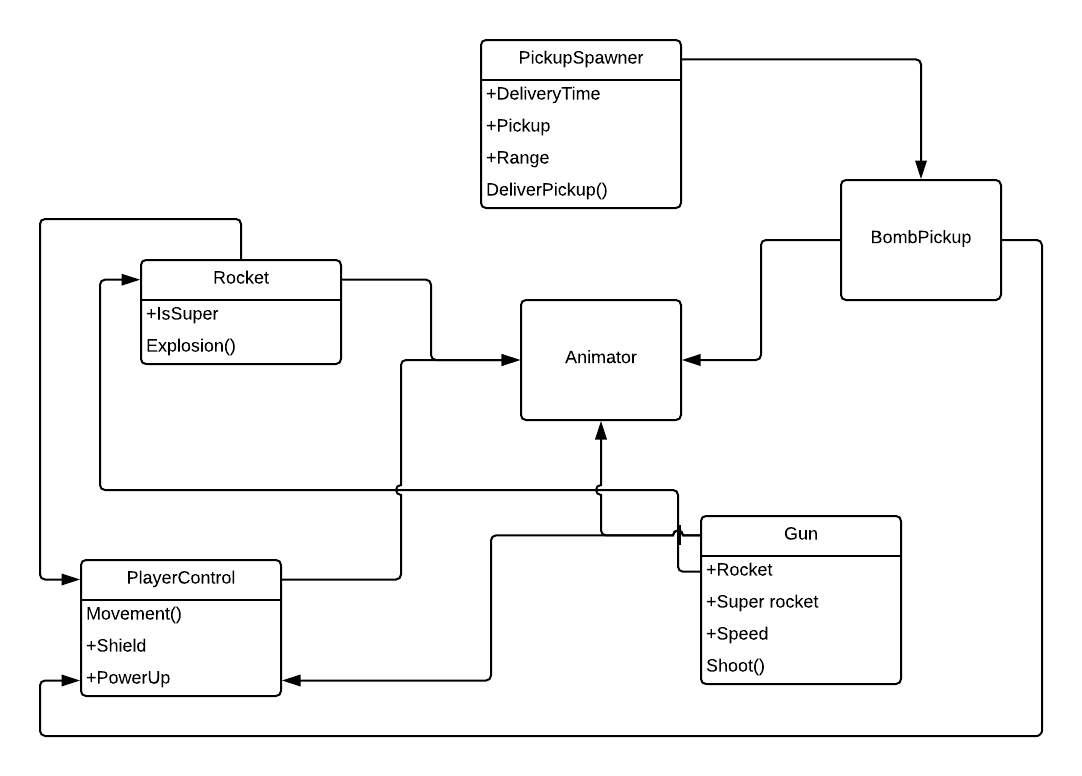 PickupSpawner
+DeliveryTime
+Pickup
+Range
DeliverPickup()
BombPickup
Rocket
+IsSuper
Explosion()
Animator
Gun
+Rocket
+Super rocket
+Speed
Shoot()
PlayerControl
Movement()
+Shield
+PowerUp